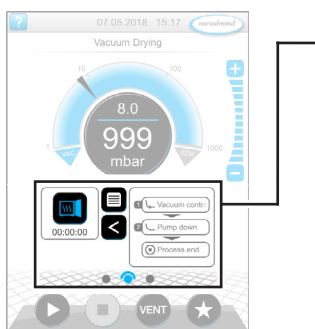 ?
07.05.2018 15:17
vacuubrand
Vacuum Drying
10
100
1
1000
VAC
ATM
8.0
999
mbar
00:00:00
1 Vacuum contr
2 Pump down
Process end
VENT